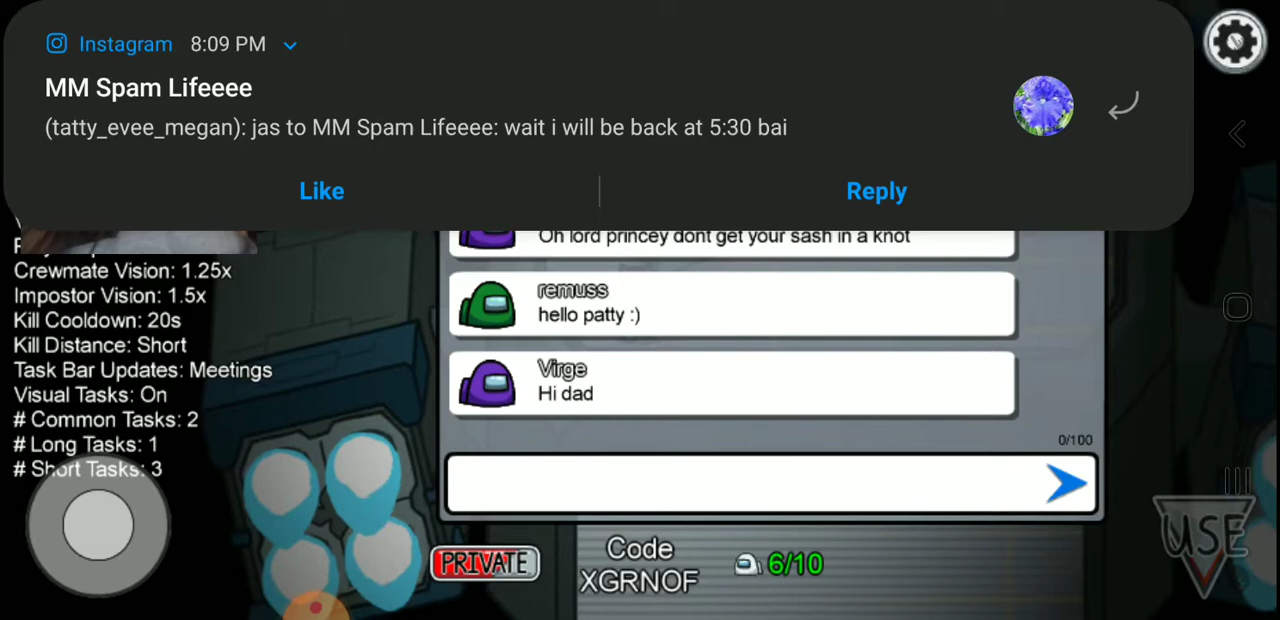 Instagram 8:09 PM
MM Spam Lifeeee
(tatty_evee_megan): jas to MM Spam Lifeeee: wait i will be back at 5:30 bai
Like
Reply
Oh lord princey dont get your sash in a knot
remuss
hello patty :)
Virge
Hi dad
0/100
Crewmate Vision: 1.25x
Impostor Vision: 1.5x
Kill Cooldown: 20s
Kill Distance: Short
Task Bar Updates: Meetings
Visual Tasks: On
# Common Tasks: 2
# Long Tasks: 1
# Short Tasks: 3
PRIVATE
Code
XGRNOF
6/10
USE